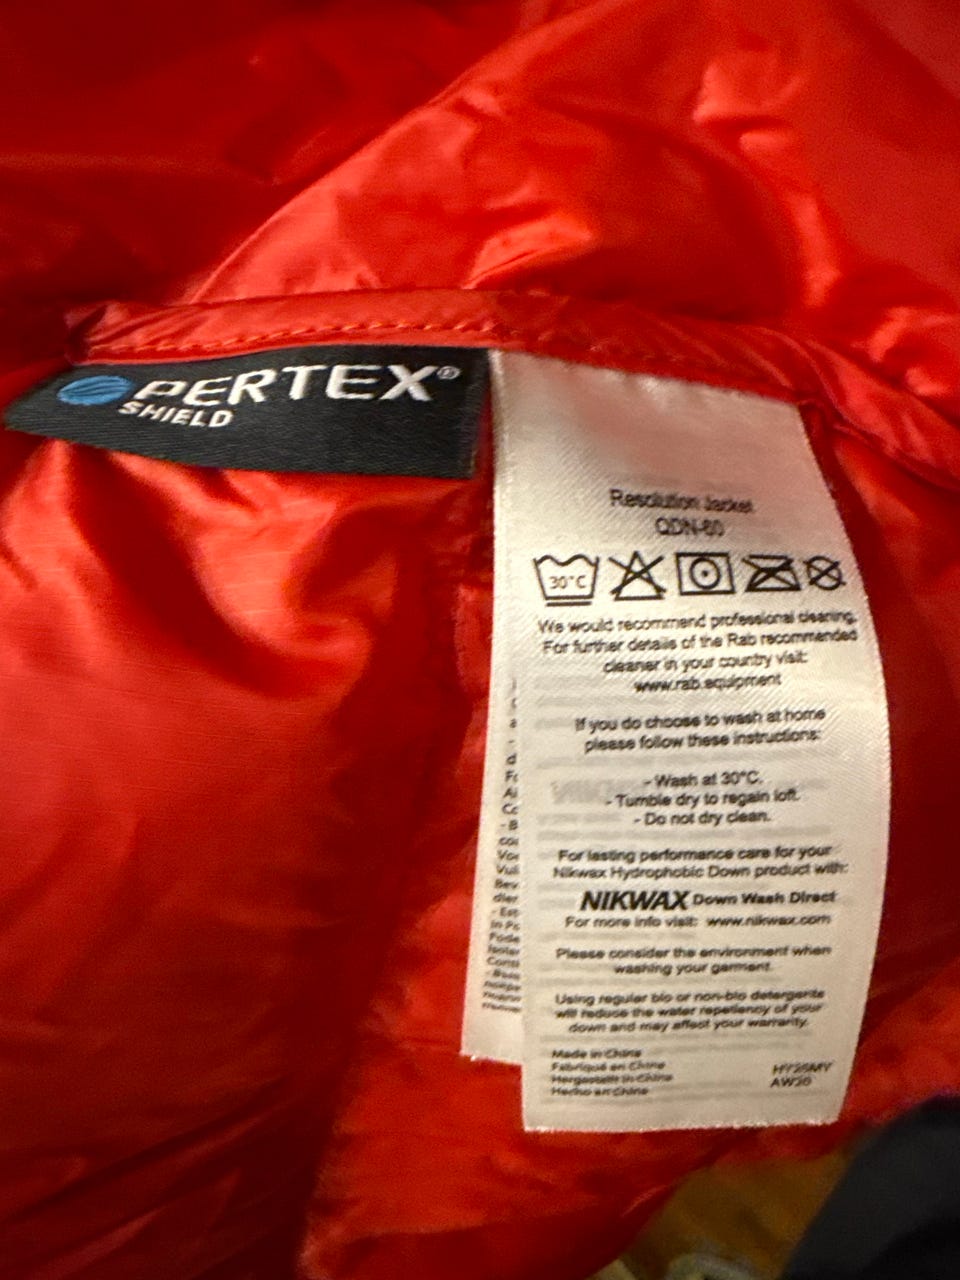 PERTEX®
SHIELD
Resolution Jacket
QDN-60
30°C
We would recommend professional cleaning.
For further details of the Rab recommended
cleaner in your country visit:
www.rab.equipment
If you do choose to wash at home
please follow these instructions:
- Wash at 30°C.
- Tumble dry to regain loft.
- Do not dry clean.
For lasting performance care for your
Nikwax Hydrophobic Down product with:
NIKWAX Down Wash Direct
For more info visit: www.nikwax.com
Please consider the environment when
washing your garment.
Using regular bio or non-bio detergents
will reduce the water repellency of your
down and may affect your warranty.
Made in China
Fabriqué en Chine
Hergestellt in China
Hecho en China
AW20